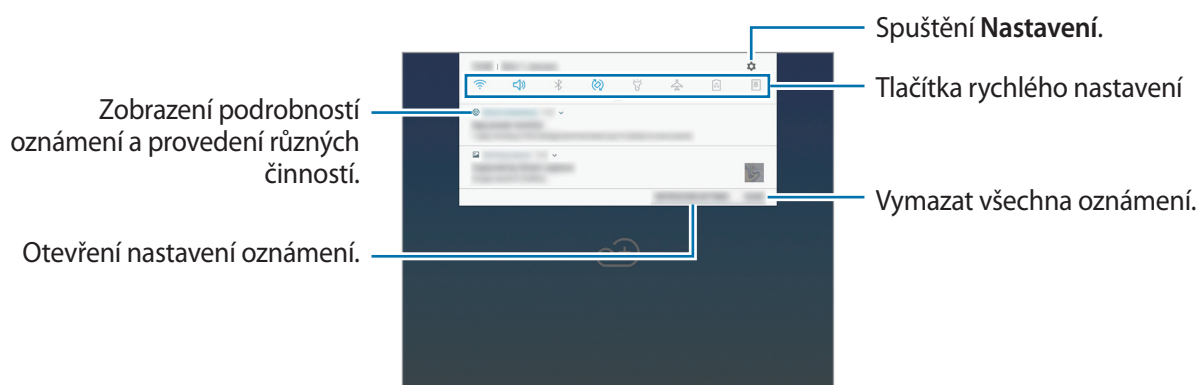 Spuštění Nastavení.
Tlačítka rychlého nastavení
Zobrazení podrobností
oznámení a provedení různých
činností.
Vymazat všechna oznámení.
Otevření nastavení oznámení.